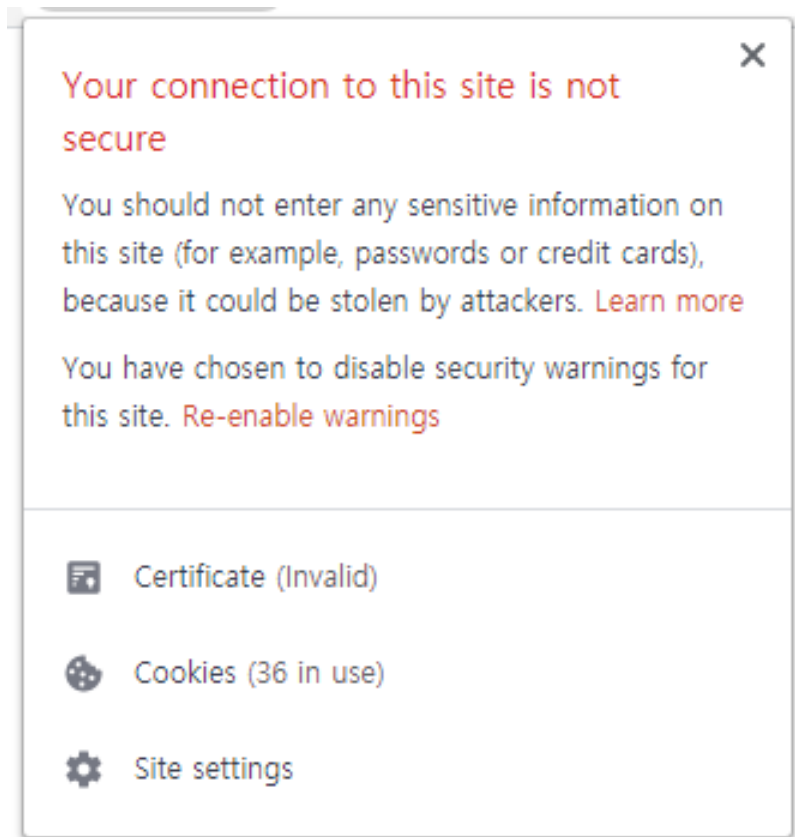 Your connection to this site is not
secure
You should not enter any sensitive information on
this site (for example, passwords or credit cards),
because it could be stolen by attackers. Learn more
You have chosen to disable security warnings for
this site. Re-enable warnings
Certificate (Invalid)
Cookies (36 in use)
Site settings